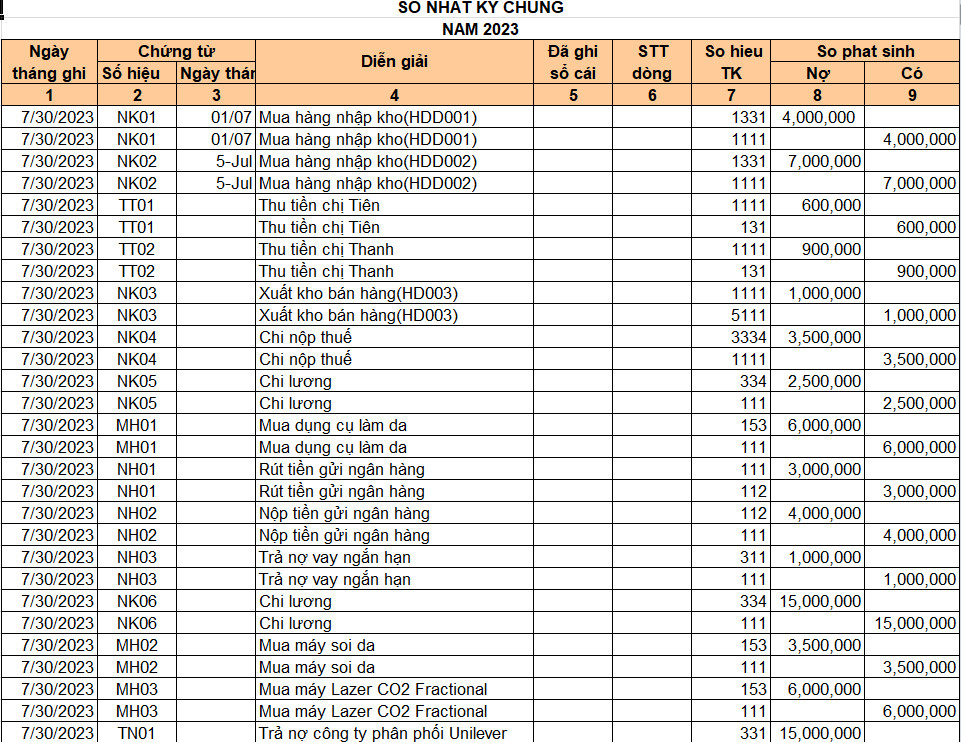 SO NHAT KY CHUNG
NAM 2023
Ngày tháng ghi | Chứng từ | Diễn giải | Đã ghi sổ cái | STT dòng | So hieu TK | So phat sinh
Số hiệu | Ngày thán | Nợ | Có
1 | 2 | 3 | 4 | 5 | 6 | 7 | 8 | 9
7/30/2023 | NK01 | 01/07 | Mua hàng nhập kho(HDD001) | 1331 | 4,000,000
7/30/2023 | NK01 | 01/07 | Mua hàng nhập kho(HDD001) | 1111 | 4,000,000
7/30/2023 | NK02 | 5-Jul | Mua hàng nhập kho(HDD002) | 1331 | 7,000,000
7/30/2023 | NK02 | 5-Jul | Mua hàng nhập kho(HDD002) | 1111 | 7,000,000
7/30/2023 | TT01 | Thu tiền chị Tiên | 1111 | 600,000
7/30/2023 | TT01 | Thu tiền chị Tiên | 131 | 600,000
7/30/2023 | TT02 | Thu tiền chị Thanh | 1111 | 900,000
7/30/2023 | TT02 | Thu tiền chị Thanh | 131 | 900,000
7/30/2023 | NK03 | Xuất kho bán hàng(HD003) | 1111 | 1,000,000
7/30/2023 | NK03 | Xuất kho bán hàng(HD003) | 5111 | 1,000,000
7/30/2023 | NK04 | Chi nộp thuế | 3334 | 3,500,000
7/30/2023 | NK04 | Chi nộp thuế | 1111 | 3,500,000
7/30/2023 | NK05 | Chi lương | 334 | 2,500,000
7/30/2023 | NK05 | Chi lương | 111 | 2,500,000
7/30/2023 | MH01 | Mua dụng cụ làm da | 153 | 6,000,000
7/30/2023 | MH01 | Mua dụng cụ làm da | 111 | 6,000,000
7/30/2023 | NH01 | Rút tiền gửi ngân hàng | 111 | 3,000,000
7/30/2023 | NH01 | Rút tiền gửi ngân hàng | 112 | 3,000,000
7/30/2023 | NH02 | Nộp tiền gửi ngân hàng | 112 | 4,000,000
7/30/2023 | NH02 | Nộp tiền gửi ngân hàng | 111 | 4,000,000
7/30/2023 | NH03 | Trả nợ vay ngắn hạn | 311 | 1,000,000
7/30/2023 | NH03 | Trả nợ vay ngắn hạn | 111 | 1,000,000
7/30/2023 | NK06 | Chi lương | 334 | 15,000,000
7/30/2023 | NK06 | Chi lương | 111 | 15,000,000
7/30/2023 | MH02 | Mua máy soi da | 153 | 3,500,000
7/30/2023 | MH02 | Mua máy soi da | 111 | 3,500,000
7/30/2023 | MH03 | Mua máy Lazer CO2 Fractional | 153 | 6,000,000
7/30/2023 | MH03 | Mua máy Lazer CO2 Fractional | 111 | 6,000,000
7/30/2023 | TN01 | Trả nợ công ty phân phối Unilever | 331 | 15,000,000